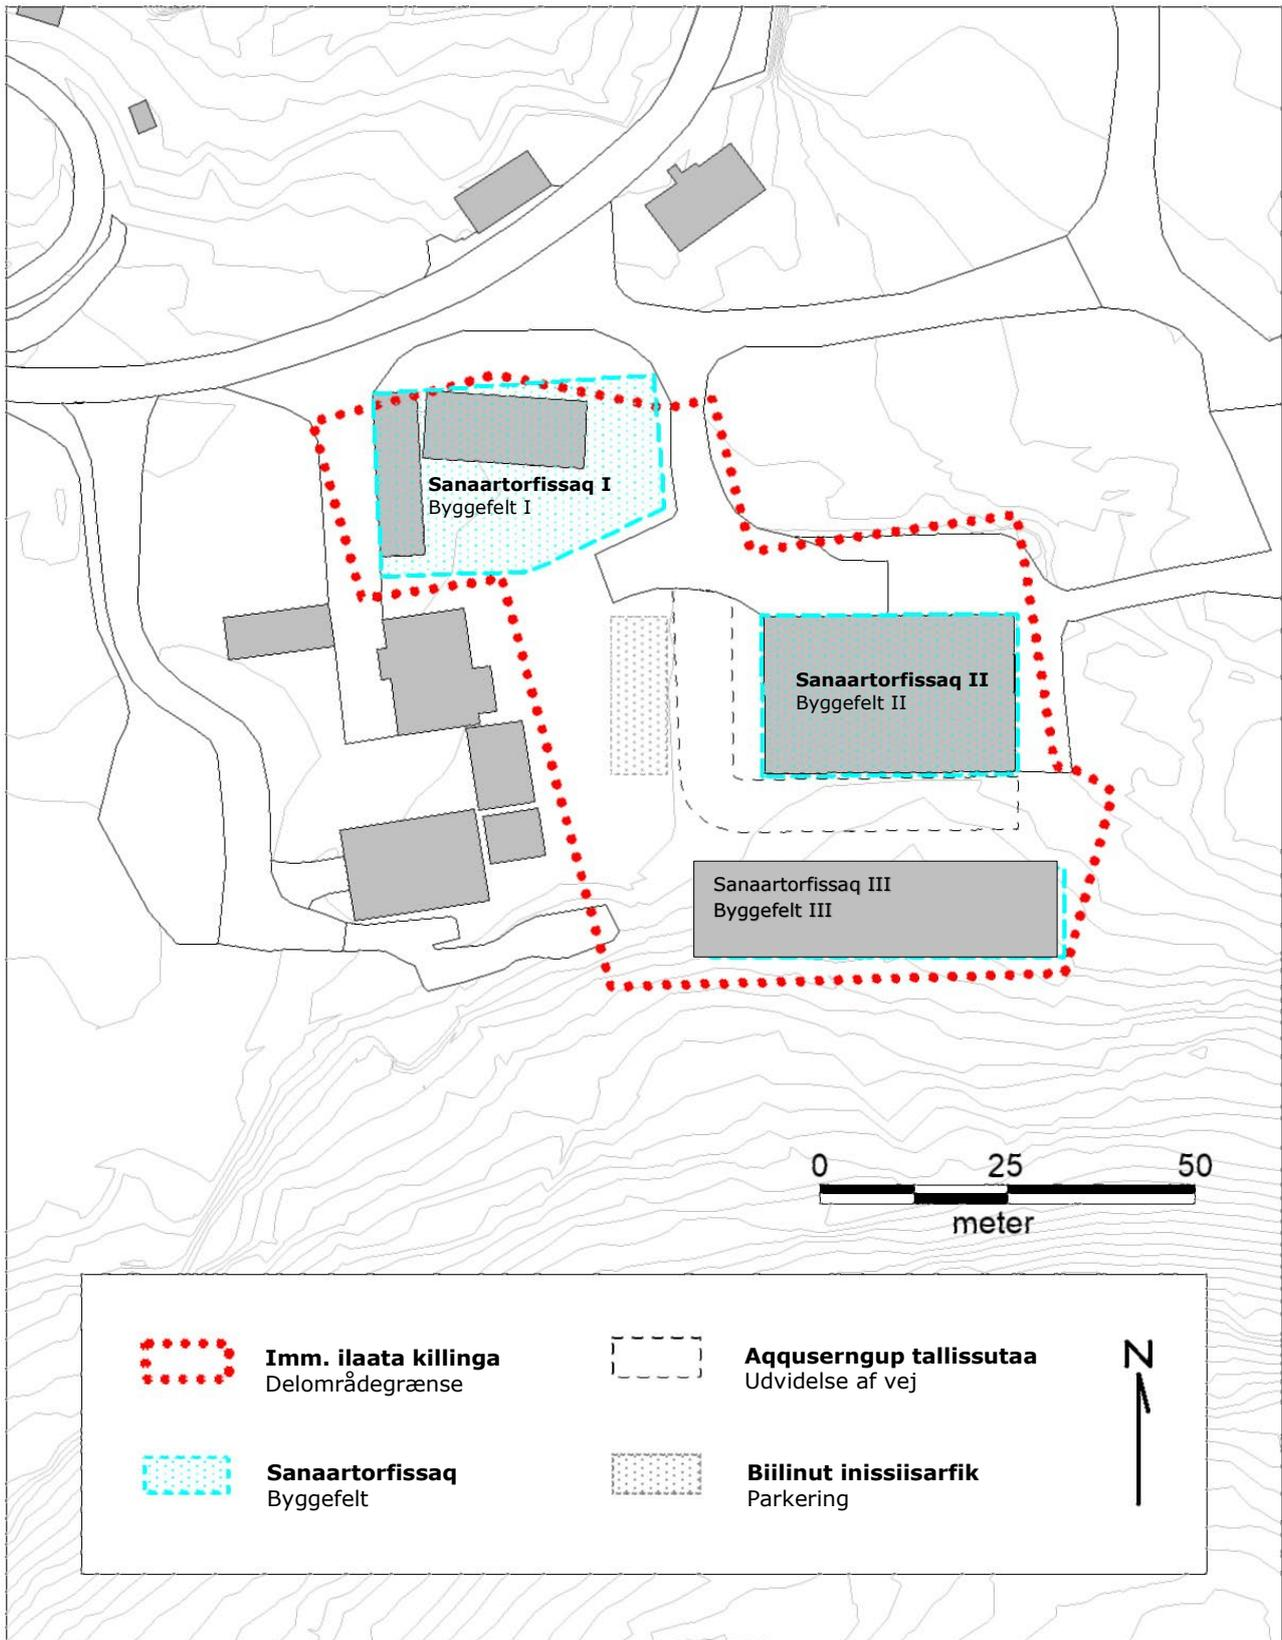 Sanaartorfissaq I
Byggefelt I
Sanaartorfissaq II
Byggefelt II
Sanaartorfissaq III
Byggefelt III
0 25 50
meter
Imm. ilaata killinga
Delområdegrænse
Aqquserngup tallissutaa
Udvidelse af vej
N
Sanaartorfissaq
Byggefelt
Biilinut inissiisarfik
Parkering